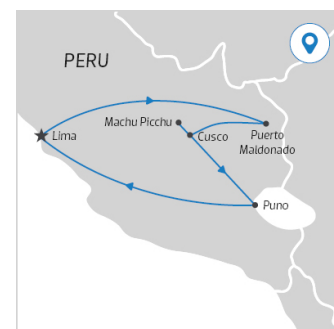 PERU
Machu Picchu
Lima
Cusco
Puerto
Maldonado
Puno